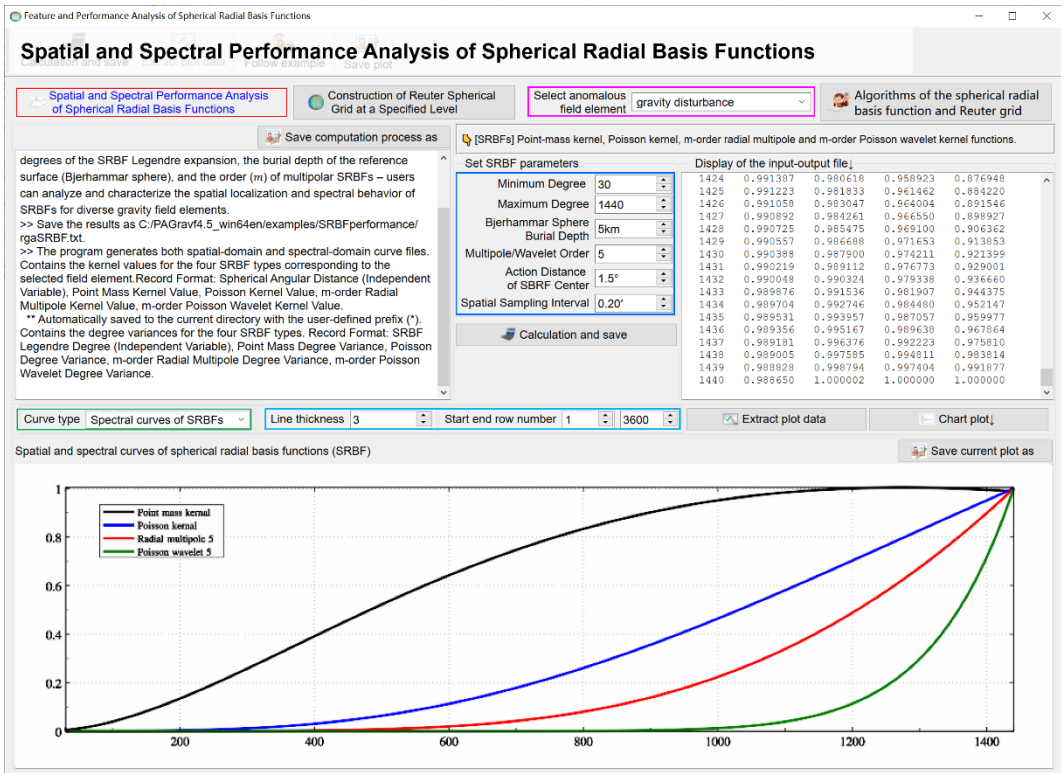 Feature and Performance Analysis of Spherical Radial Basis Functions
Spatial and Spectral Performance Analysis of Spherical Radial Basis Functions
Calculation and save Extract plot data Follow example Save plot
Spatial and Spectral Performance Analysis
of Spherical Radial Basis Functions
Construction of Reuter Spherical
Grid at a Specified Level
Select anomalous
field element
gravity disturbance
Algorithms of the spherical radial
basis function and Reuter grid
Save computation process as
[SRBFs] Point-mass kernel, Poisson kernel, m-order radial multipole and m-order Poisson wavelet kernel functions.
degrees of the SRBF Legendre expansion, the burial depth of the reference
surface (Bjerhammar sphere), and the order (m) of multipolar SRBFs – users
can analyze and characterize the spatial localization and spectral behavior of
SRBFs for diverse gravity field elements.
>> Save the results as C:/PAGravf4.5_win64en/examples/SRBFperformance/
rgaSRBF.txt.
>> The program generates both spatial-domain and spectral-domain curve files.
Contains the kernel values for the four SRBF types corresponding to the
selected field element.Record Format: Spherical Angular Distance (Independent
Variable), Point Mass Kernel Value, Poisson Kernel Value, m-order Radial
Multipole Kernel Value, m-order Poisson Wavelet Kernel Value.
** Automatically saved to the current directory with the user-defined prefix (*).
Contains the degree variances for the four SRBF types. Record Format: SRBF
Legendre Degree (Independent Variable), Point Mass Degree Variance, Poisson
Degree Variance, m-order Radial Multipole Degree Variance, m-order Poisson
Wavelet Degree Variance.
Set SRBF parameters
Minimum Degree 30
Maximum Degree 1440
Bjerhammar Sphere
Burial Depth 5km
Multipole/Wavelet Order 5
Action Distance
of SBRF Center 1.5°
Spatial Sampling Interval 0.20′
Calculation and save
Display of the input-output file↓
1424 0.991387 0.980618 0.958923 0.876948
1425 0.991223 0.981833 0.961462 0.884220
1426 0.991058 0.983047 0.964004 0.891546
1427 0.990892 0.984261 0.966550 0.898927
1428 0.990725 0.985475 0.969100 0.906362
1429 0.990557 0.986688 0.971653 0.913853
1430 0.990388 0.987900 0.974211 0.921399
1431 0.990219 0.989112 0.976773 0.929001
1432 0.990048 0.990324 0.979338 0.936660
1433 0.989876 0.991536 0.981907 0.944375
1434 0.989704 0.992746 0.984480 0.952147
1435 0.989531 0.993957 0.987057 0.959977
1436 0.989356 0.995167 0.989638 0.967864
1437 0.989181 0.996376 0.992223 0.975810
1438 0.989005 0.997585 0.994811 0.983814
1439 0.988828 0.998794 0.997404 0.991877
1440 0.988650 1.000002 1.000000 1.000000
Curve type Spectral curves of SRBFs
Line thickness 3
Start end row number 1 3600
Extract plot data
Chart plot↓
Spatial and spectral curves of spherical radial basis functions (SRBF)
Save current plot as
1
0.8
0.6
0.4
0.2
0
Point mass kernal
Poisson kernal
Radial multipole 5
Poisson wavelet 5
200 400 600 800 1000 1200 1400